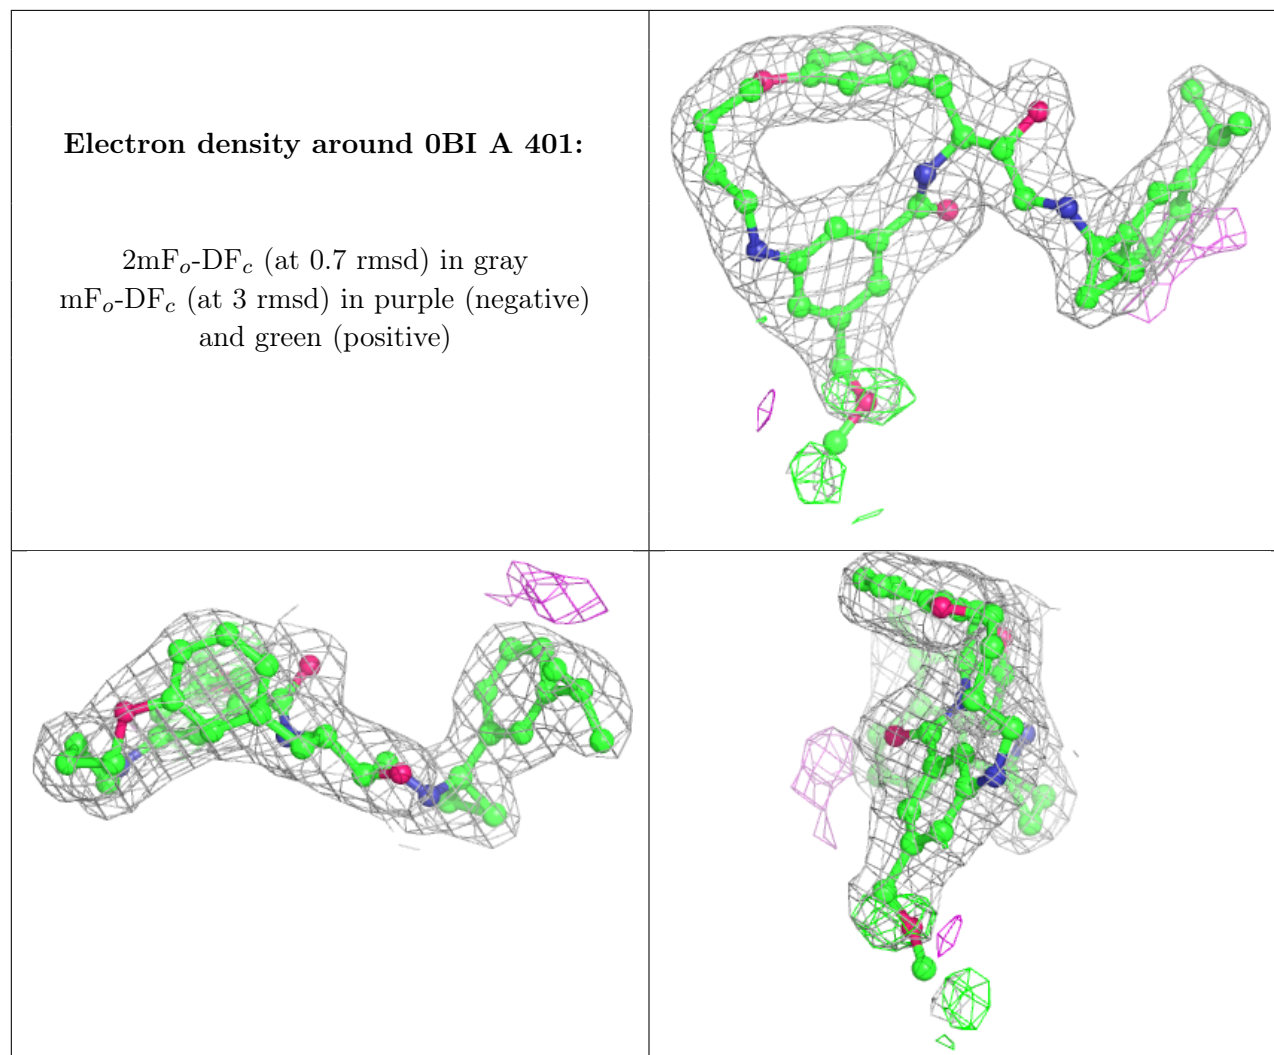 Electron density around 0BI A 401:
2mFo-DFc (at 0.7 rmsd) in gray
mFo-DFc (at 3 rmsd) in purple (negative)
and green (positive)